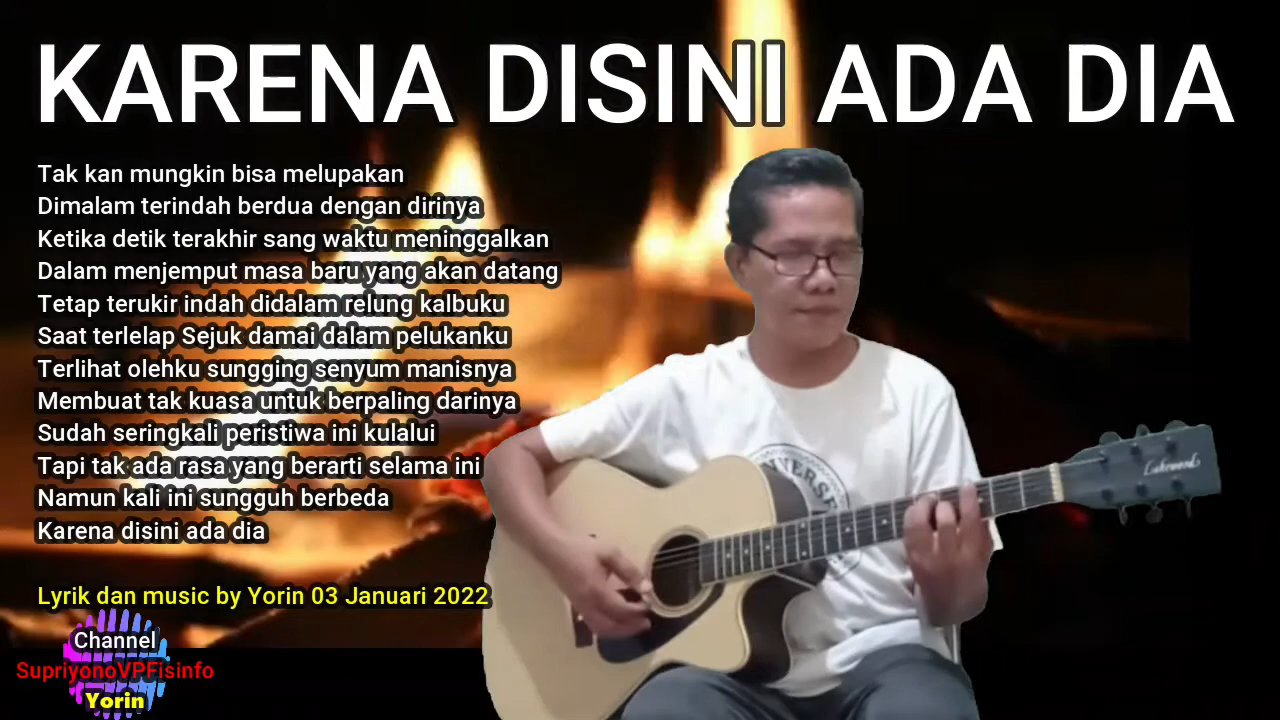 KARENA DISINI ADA DIA
Tak kan mungkin bisa melupakan
Dimalam terindah berdua dengan dirinya
Ketika detik terakhir sang waktu meninggalkan
Dalam menjemput masa baru yang akan datang
Tetap terukir indah didalam relung kalbuku
Saat terlelap Sejuk damai dalam pelukanku
Terlihat olehku sungging senyum manisnya
Membuat tak kuasa untuk berpaling darinya
Sudah seringkali peristiwa ini kulalui
Tapi tak ada rasa yang berarti selama ini
Namun kali ini sungguh berbeda
Karena disini ada dia
Lyrik dan music by Yorin 03 Januari 2022
Channel
SupriyonoVPFisinfo
Yorin
Lakewood